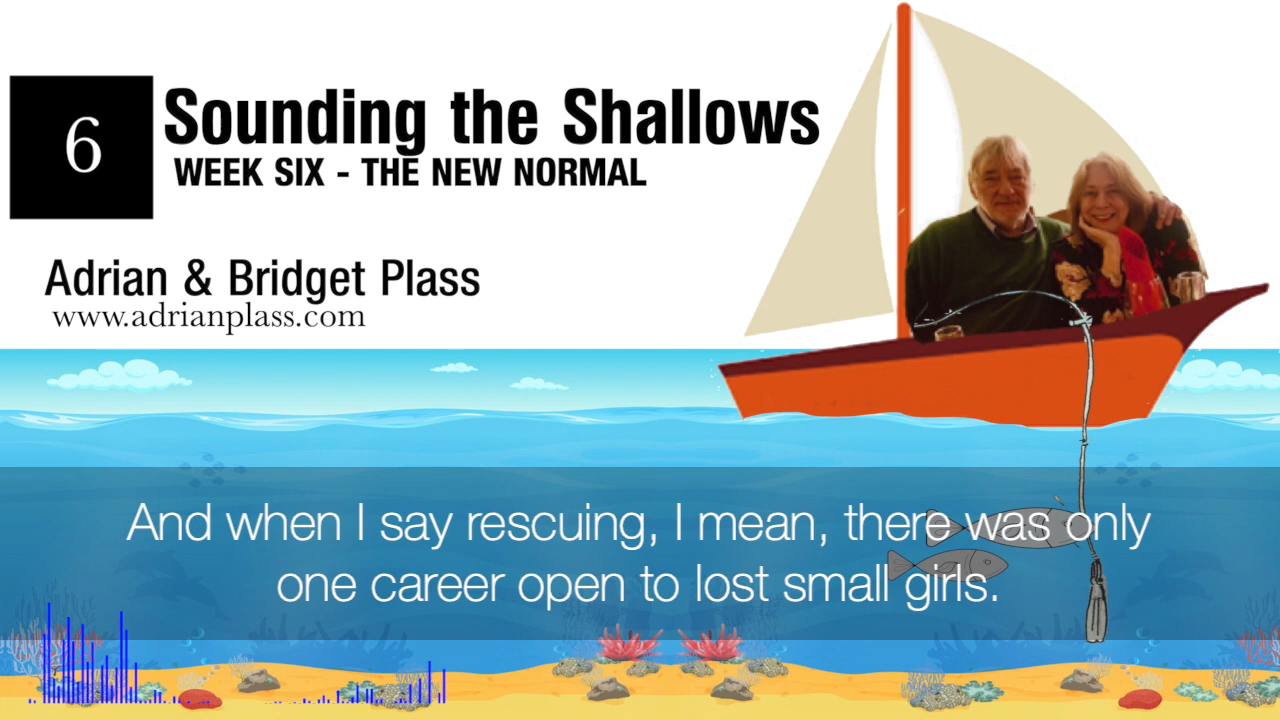 6
Sounding the Shallows
WEEK SIX - THE NEW NORMAL
Adrian & Bridget Plass
www.adrianplass.com
And when I say rescuing, I mean, there was only
one career open to lost small girls.